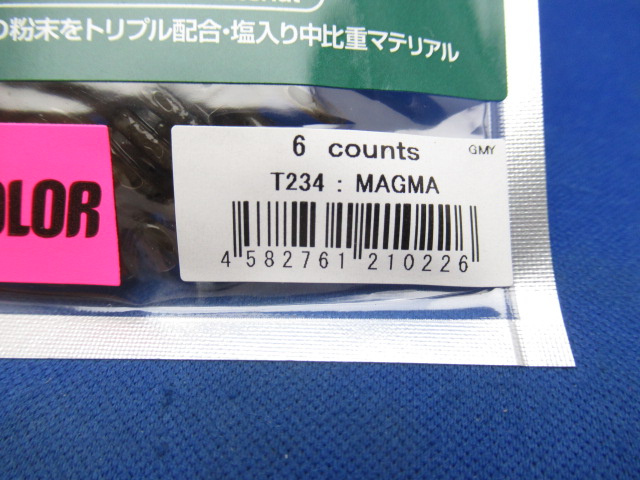 の粉末をトリプル配合・塩入り中比重マテリアル
OLOR
6 counts
GMY
T234 : MAGMA
4 582761 210226